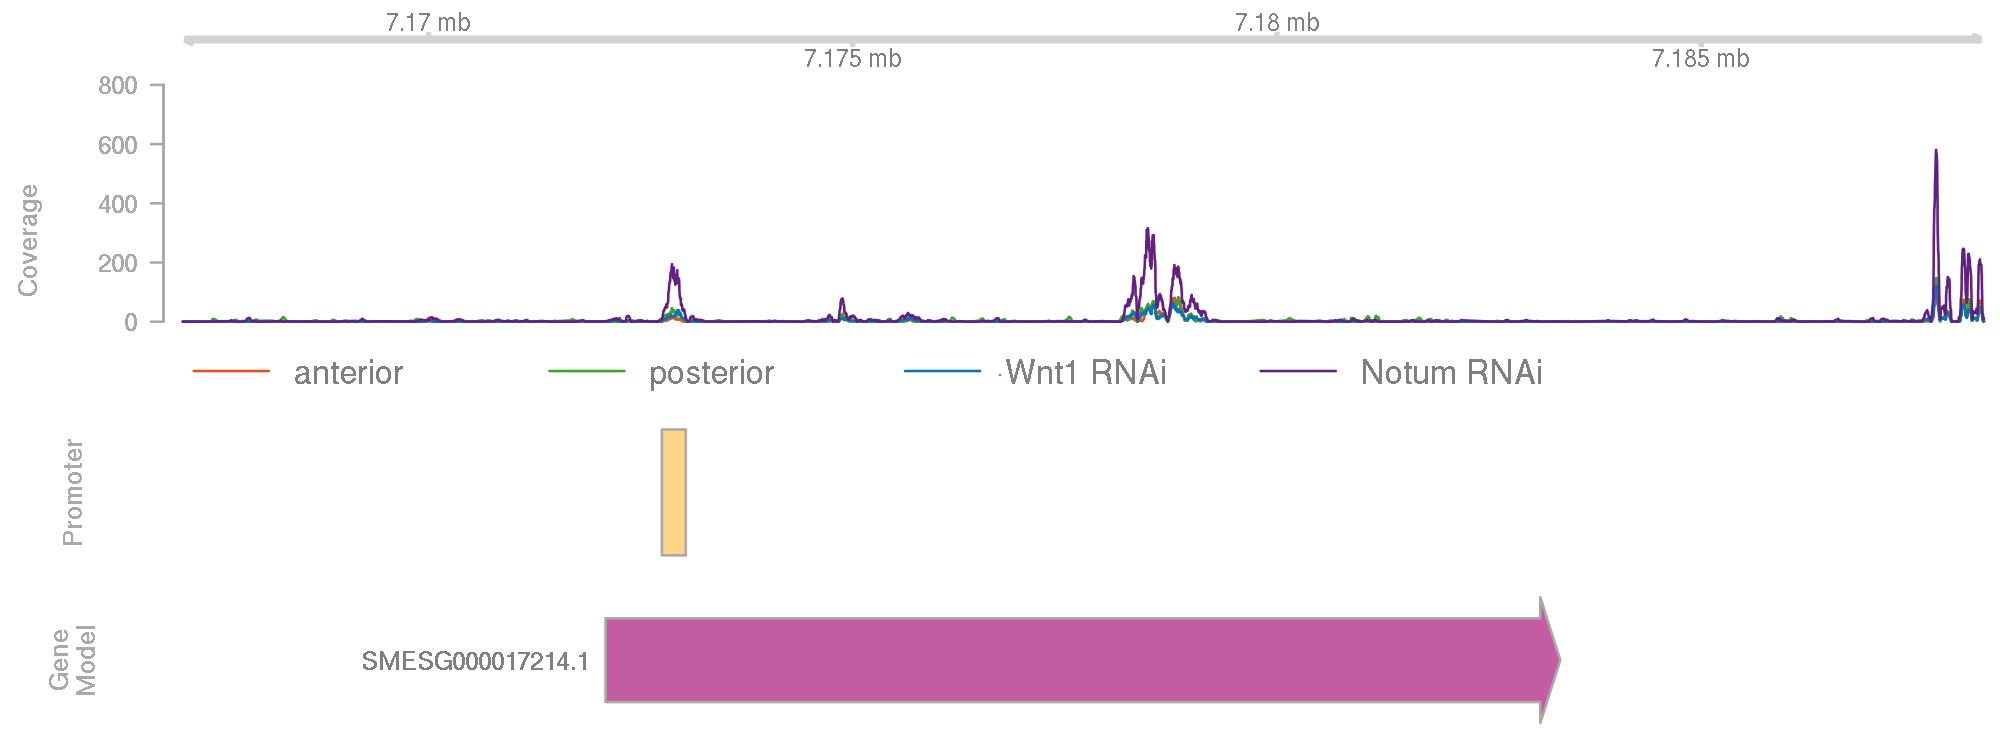 7.17 mb
7.18 mb
7.175 mb
7.185 mb
800
600
400
200
0
Coverage
anterior
posterior
Wnt1 RNAi
Notum RNAi
Promoter
Gene
Model
SMESG000017214.1